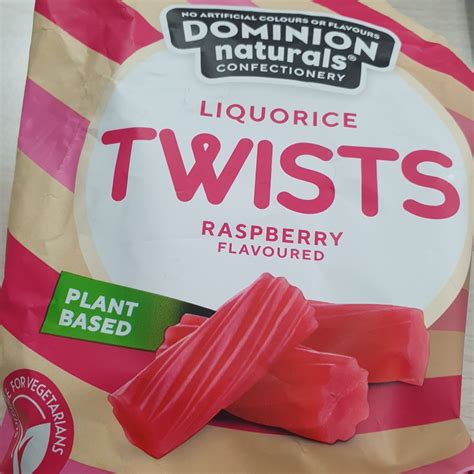 NO ARTIFICIAL COLOURS OR FLAVOURS
DOMINION
naturals®
CONFECTIONERY
LIQUORICE
TWISTS
RASPBERRY
FLAVOURED
PLANT
BASED
FOR VEGETARIANS